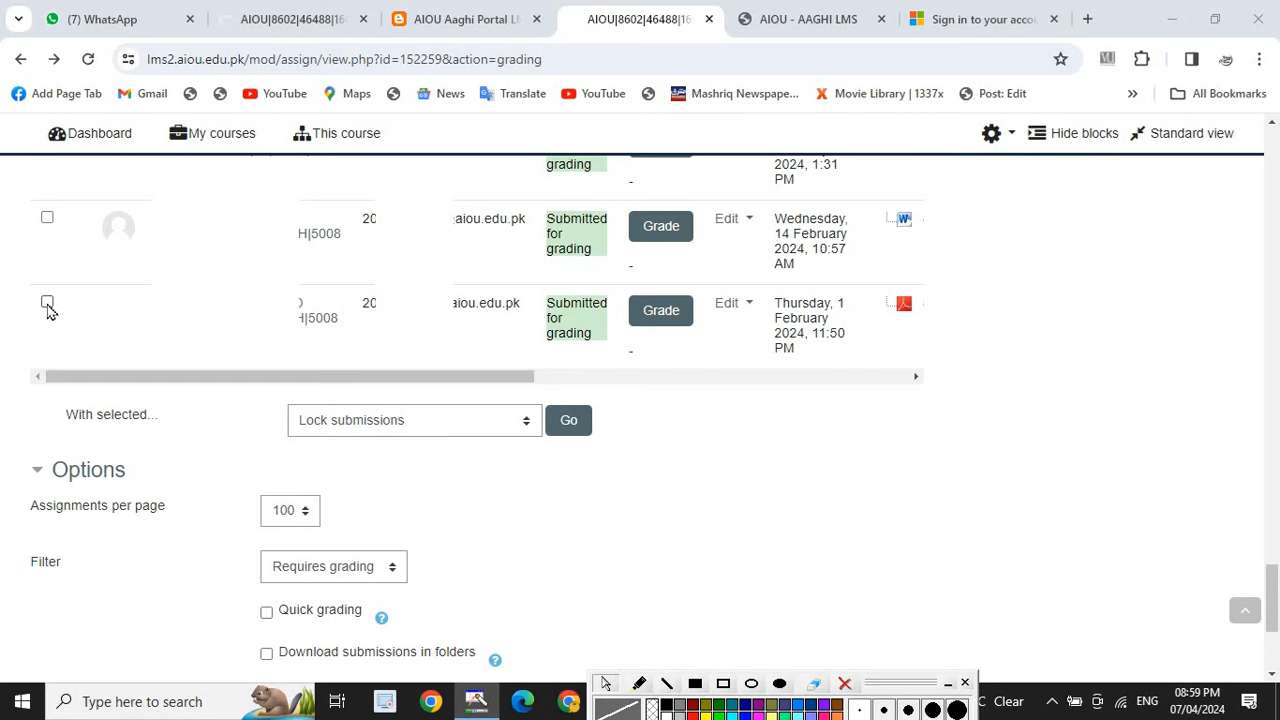 (7) WhatsApp
AIOU|8602|46488|16
AIOU Aaghi Portal L
AIOU|8602|46488|16
AIOU - AAGHI LMS
Sign in to your acco
lms2.aiou.edu.pk/mod/assign/view.php?id=152259&action=grading
Add Page Tab
Gmail
YouTube
Maps
News
Translate
YouTube
Mashriq Newspape...
Movie Library | 1337x
Post: Edit
All Bookmarks
Dashboard
My courses
This course
Hide blocks
Standard view
grading
-
2024, 1:31
PM
20
H|5008
aiou.edu.pk
Submitted
for
grading
Grade
-
Edit
Wednesday,
14 February
2024, 10:57
AM
20
H|5008
aiou.edu.pk
Submitted
for
grading
Grade
-
Edit
Thursday, 1
February
2024, 11:50
PM
With selected...
Lock submissions
Go
Options
Assignments per page
100
Filter
Requires grading
Quick grading
Download submissions in folders
Type here to search
Clear
ENG
08:59 PM
07/04/2024